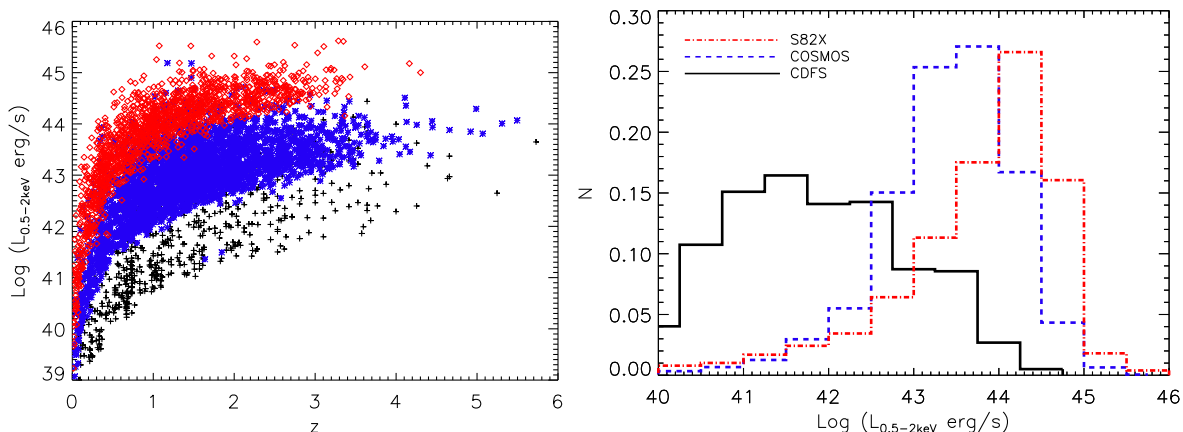 46
45
44
43
42
41
40
39
Log (L0.5−2keV erg/s)
0 1 2 3 4 5 6
z
0.30
0.25
0.20
0.15
0.10
0.05
0.00
N
S82X
COSMOS
CDFS
40 41 42 43 44 45 46
Log (L0.5−2keV erg/s)